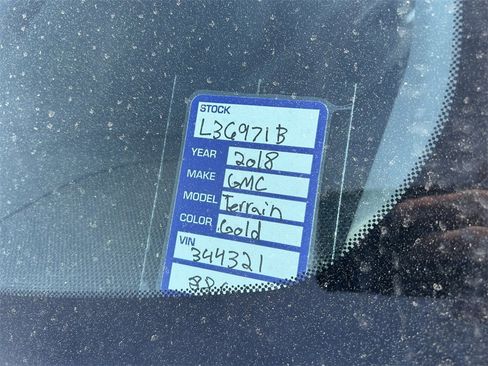 STOCK
L36971B
YEAR 2018
MAKE GMC
MODEL Terrain
COLOR Gold
VIN
344321